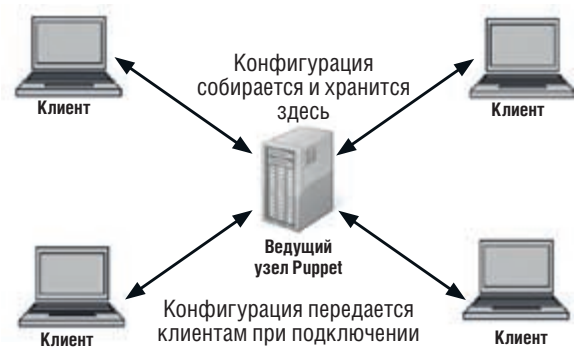 Конфигурация
собирается и хранится
здесь
Клиент
Клиент
Ведущий
узел Puppet
Конфигурация передается
клиентам при подключении
Клиент
Клиент